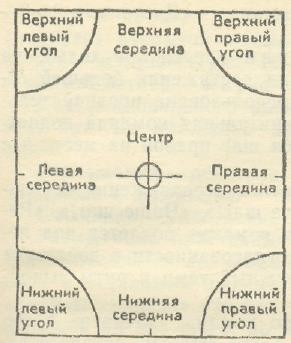 Верхний левый угол
Верхняя середина
Верхний правый угол
Центр
Левая середина
Правая середина
Нижний левый угол
Нижняя середина
Нижний правый угол